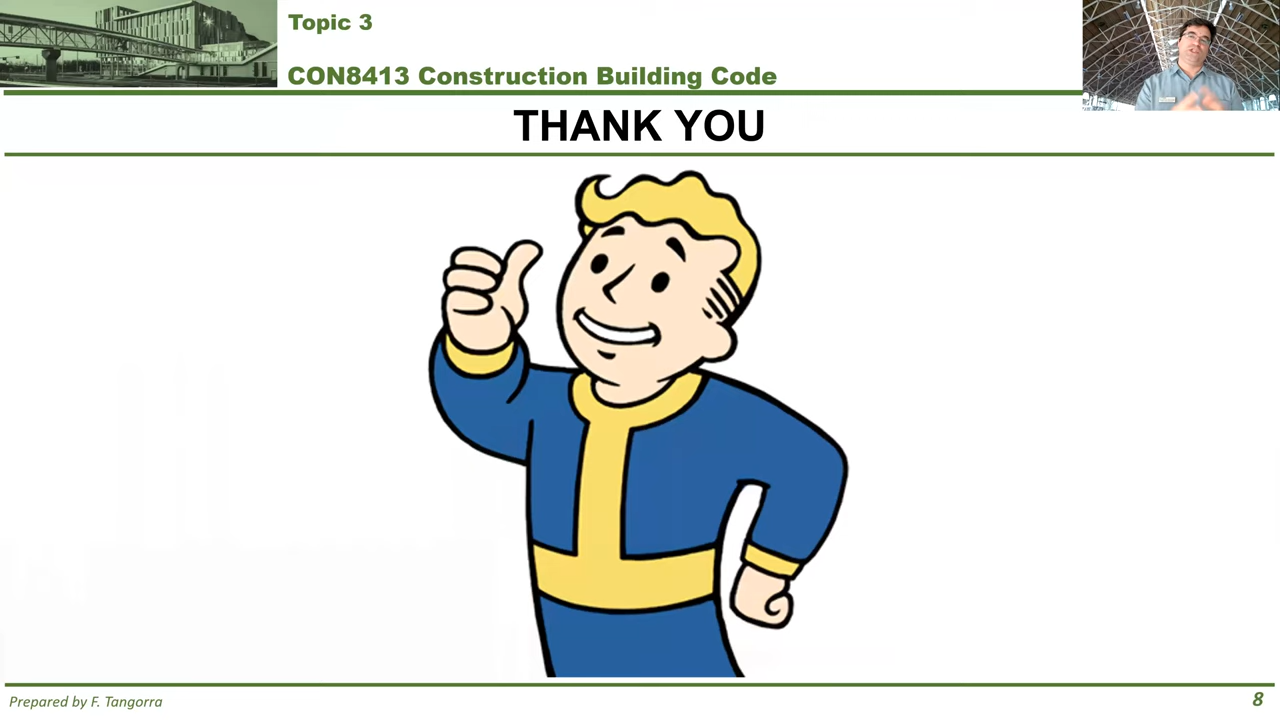 Topic 3
CON8413 Construction Building Code
THANK YOU
Prepared by F. Tangorra
8